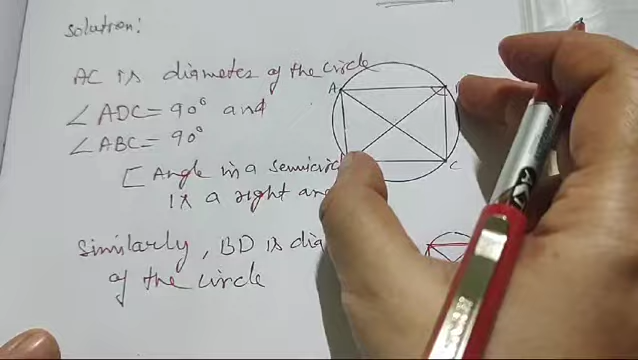 Solution:
AC is diameter of the circle
∠ADC = 90° and
∠ABC = 90°
[ Angle in a semicirc
is a right an
Similarly, BD is dia
of the circle
A
C